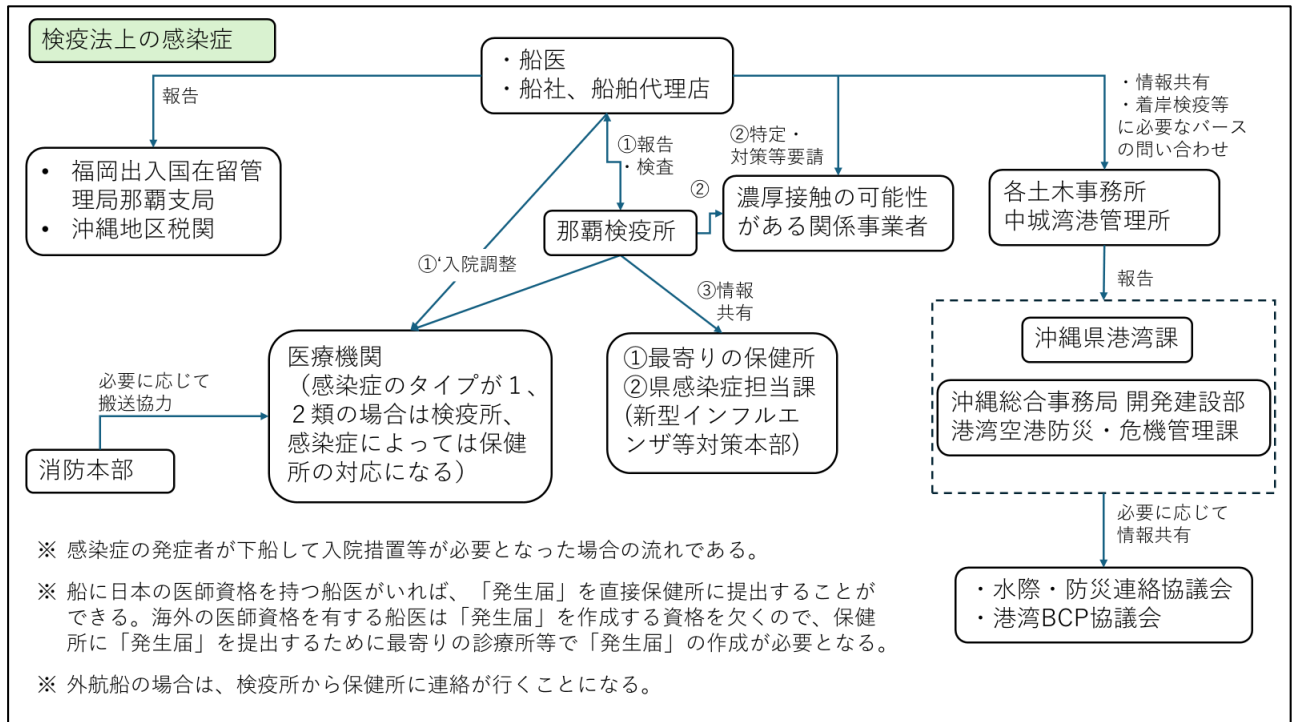 検疫法上の感染症
・船医
・船社、船舶代理店
報告
・情報共有
・着岸検疫等
に必要なバース
の問い合わせ
①報告
・検査
②特定・
対策等要請
• 福岡出入国在留管
理局那覇支局
• 沖縄地区税関
②
那覇検疫所
濃厚接触の可能性
がある関係事業者
各土木事務所
中城湾港管理所
①‘入院調整
③情報
共有
報告
医療機関
（感染症のタイプが１、
２類の場合は検疫所、
感染症によっては保健
所の対応になる）
①最寄りの保健所
②県感染症担当課
(新型インフルエ
ンザ等対策本部）
沖縄県港湾課
沖縄総合事務局 開発建設部
港湾空港防災・危機管理課
必要に応じて
搬送協力
消防本部
必要に応じて
情報共有
・水際・防災連絡協議会
・港湾BCP協議会
※ 感染症の発症者が下船して入院措置等が必要となった場合の流れである。
※ 船に日本の医師資格を持つ船医がいれば、「発生届」を直接保健所に提出することが
できる。海外の医師資格を有する船医は「発生届」を作成する資格を欠くので、保健
所に「発生届」を提出するために最寄りの診療所等で「発生届」の作成が必要となる。
※ 外航船の場合は、検疫所から保健所に連絡が行くことになる。